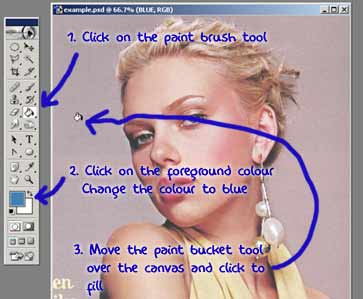 example.psd @ 66.7% (BLUE, RGB)
1. Click on the paint brush tool
2. Click on the foreground colour
Change the colour to blue
3. Move the paint bucket tool
over the canvas and click to
fill